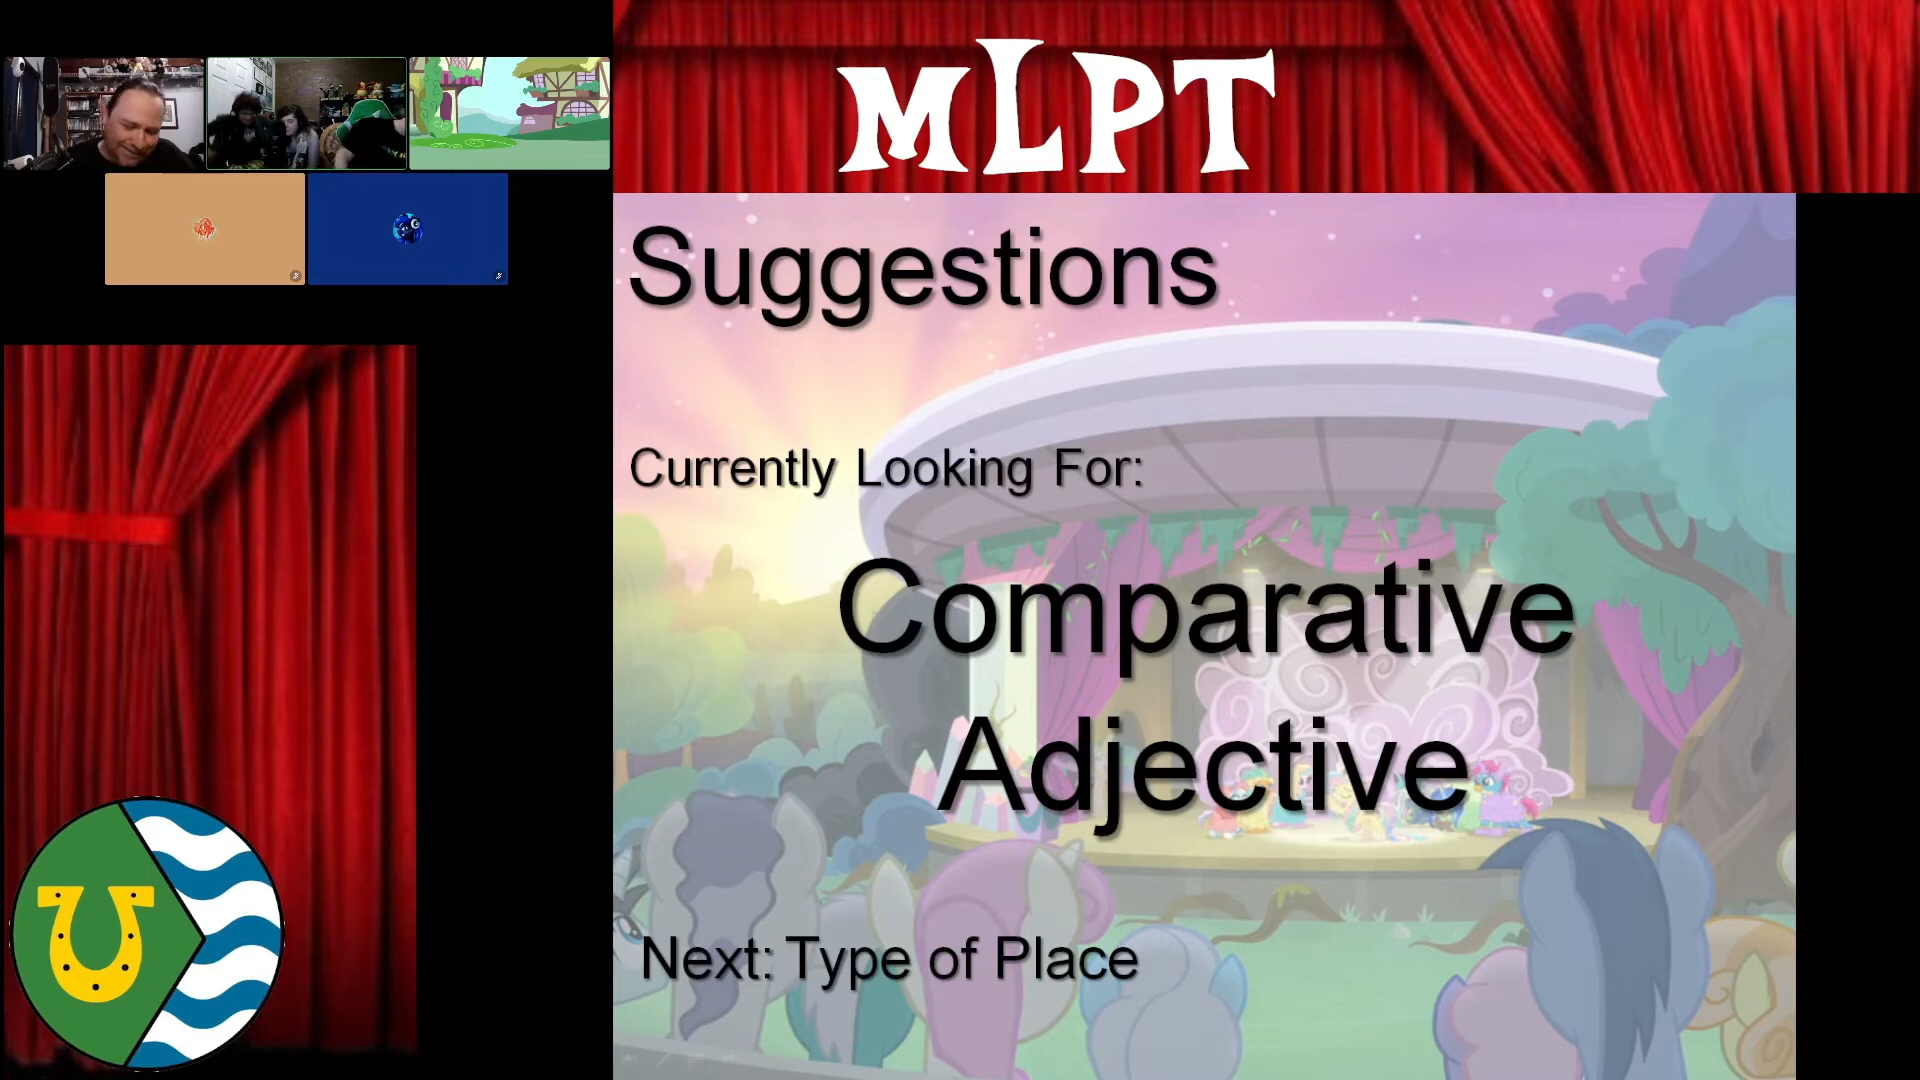 MLPT
Suggestions
Currently Looking For:
Comparative
Adjective
Next: Type of Place